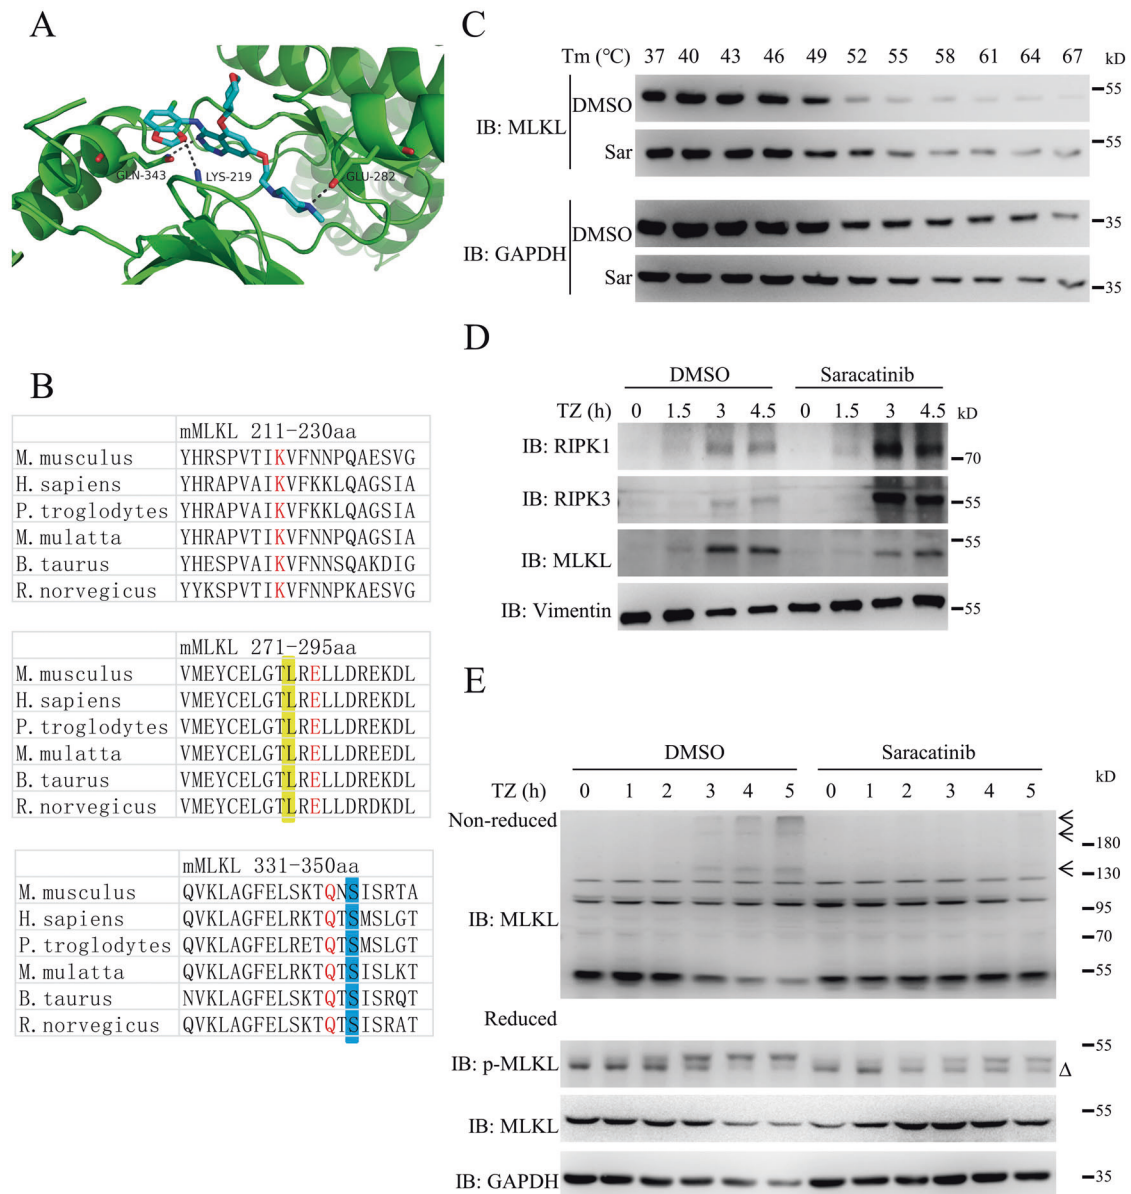 A
GLN-343
LYS-219
GLU-282
B
mMLKL 211-230aa
M.musculus YHRSPVTIKVFNNPQAESVG
H.sapiens YHRAPVAIKVFKKLQAGSIA
P.troglodytes YHRAPVAIKVFKKLQAGSIA
M.mulatta YHRAPVTIKVFKKLQAGSIA
B.taurus YHESPVAIKVFNNSQAKDIG
R.norvegicus YYKSPVTIKVFNNPKAESVG
mMLKL 271-295aa
M.musculus VMEYCELGTLRELLDREKDL
H.sapiens VMEYCELGTLRELLDREKDL
P.troglodytes VMEYCELGTLRELLDREKDL
M.mulatta VMEYCELGTLRELLDREEDL
B.taurus VMEYCELGTLRELLDREKDL
R.norvegicus VMEYCELGTLRELLDRDKDL
mMLKL 331-350aa
M.musculus QVKLAGFELSKTQNSISRTA
H.sapiens QVKLAGFELRKTQTSMSLGT
P.troglodytes QVKLAGFELRETQTSMSLGT
M.mulatta QVKLAGFELRKTQTSISLKT
B.taurus NVKLAGFELSKTQTSISRQT
R.norvegicus QVKLAGFELSKTQTSISRAT
C
Tm (°C) 37 40 43 46 49 52 55 58 61 64 67 kD
IB: MLKL
DMSO 55
Sar 55
IB: GAPDH
DMSO 35
Sar 35
D
DMSO Saracatinib
TZ (h) 0 1.5 3 4.5 0 1.5 3 4.5 kD
IB: RIPK1 70
IB: RIPK3 55
IB: MLKL 55
IB: Vimentin 55
E
DMSO Saracatinib
TZ (h) 0 1 2 3 4 5 0 1 2 3 4 5 kD
Non-reduced
180
130
IB: MLKL
95
70
55
Reduced
IB: p-MLKL 55
Δ
IB: MLKL 55
IB: GAPDH 35